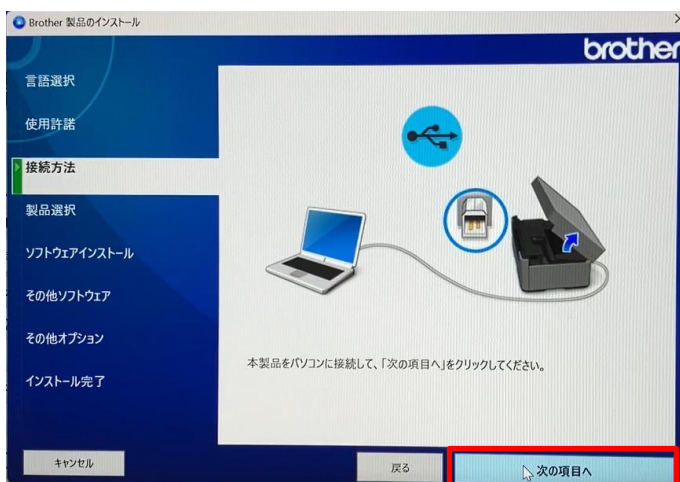 Brother 製品のインストール
brother
言語選択
使用許諾
接続方法
製品選択
ソフトウェアインストール
その他ソフトウェア
その他オプション
インストール完了
本製品をパソコンに接続して、「次の項目へ」をクリックしてください。
キャンセル
戻る
次の項目へ